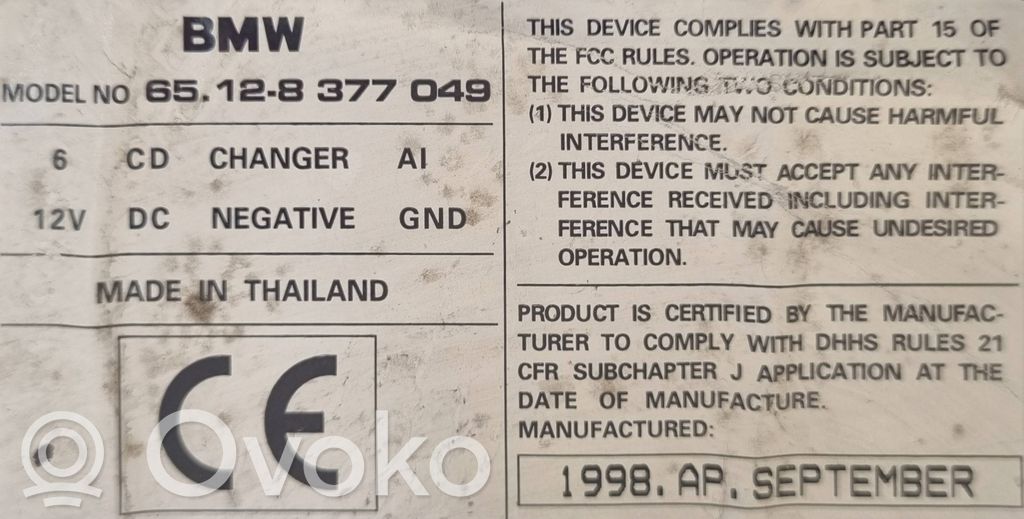 BMW
MODEL NO 65.12-8 377 049
6 CD CHANGER AI
12V DC NEGATIVE GND
MADE IN THAILAND
CE
THIS DEVICE COMPLIES WITH PART 15 OF
THE FCC RULES. OPERATION IS SUBJECT TO
THE FOLLOWING TWO CONDITIONS:
(1) THIS DEVICE MAY NOT CAUSE HARMFUL
INTERFERENCE.
(2) THIS DEVICE MUST ACCEPT ANY INTER-
FERENCE RECEIVED INCLUDING INTER-
FERENCE THAT MAY CAUSE UNDESIRED
OPERATION.
PRODUCT IS CERTIFIED BY THE MANUFAC-
TURER TO COMPLY WITH DHHS RULES 21
CFR SUBCHAPTER J APPLICATION AT THE
DATE OF MANUFACTURE.
MANUFACTURED:
1998. AP. SEPTEMBER
Ovoko